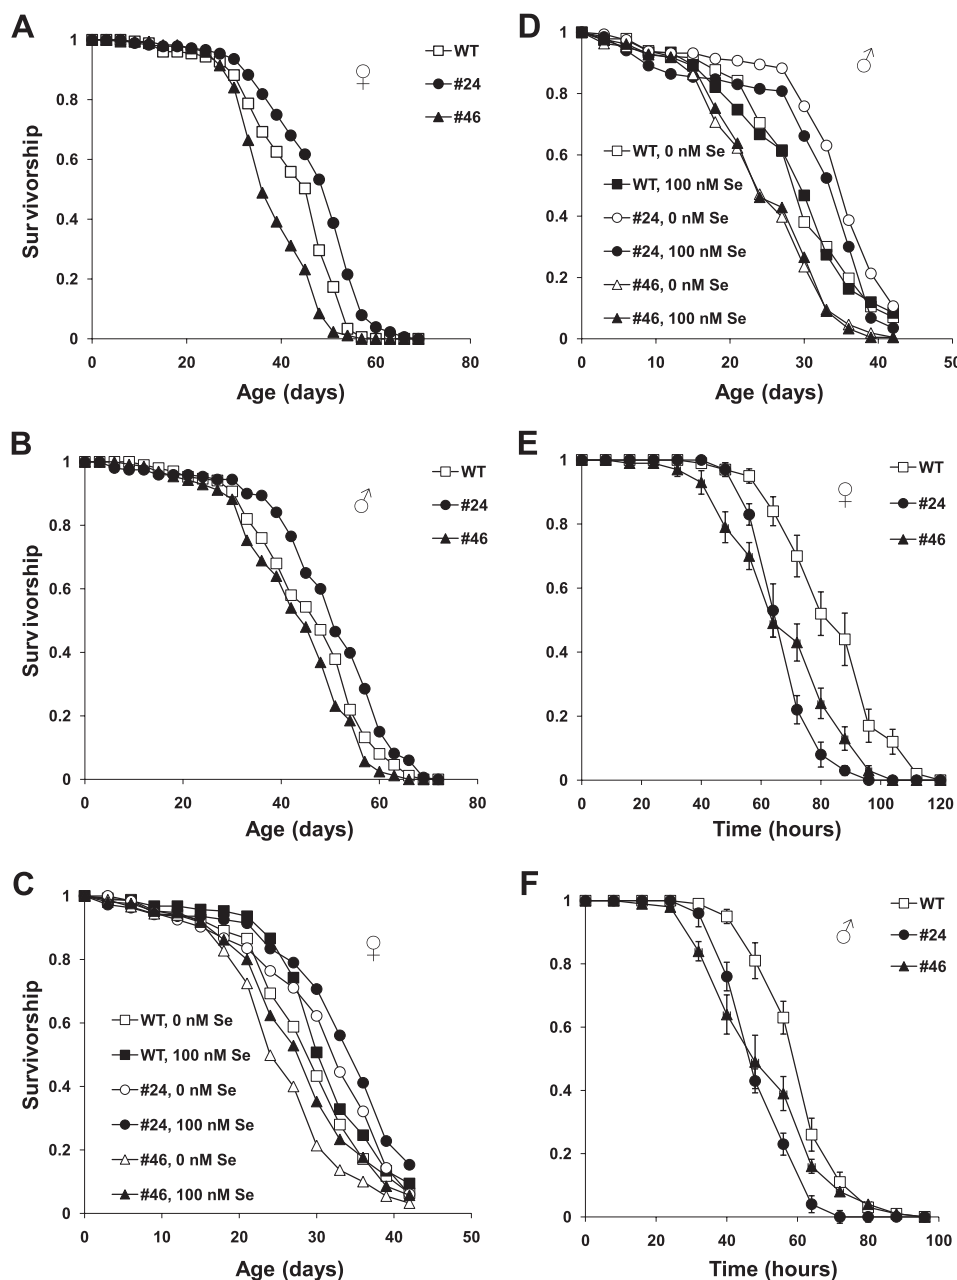 A
1
0.8
0.6
0.4
0.2
0
0 20 40 60 80
Survivorship
Age (days)
WT
#24
#46
♀
B
1
0.8
0.6
0.4
0.2
0
0 20 40 60 80
Survivorship
Age (days)
WT
#24
#46
♂
C
1
0.8
0.6
0.4
0.2
0
0 10 20 30 40 50
Survivorship
Age (days)
WT, 0 nM Se
WT, 100 nM Se
#24, 0 nM Se
#24, 100 nM Se
#46, 0 nM Se
#46, 100 nM Se
♀
D
1
0.8
0.6
0.4
0.2
0
0 10 20 30 40 50
Age (days)
WT, 0 nM Se
WT, 100 nM Se
#24, 0 nM Se
#24, 100 nM Se
#46, 0 nM Se
#46, 100 nM Se
♂
E
1
0.8
0.6
0.4
0.2
0
0 20 40 60 80 100 120
Time (hours)
WT
#24
#46
♀
F
1
0.8
0.6
0.4
0.2
0
0 20 40 60 80 100
Time (hours)
WT
#24
#46
♂